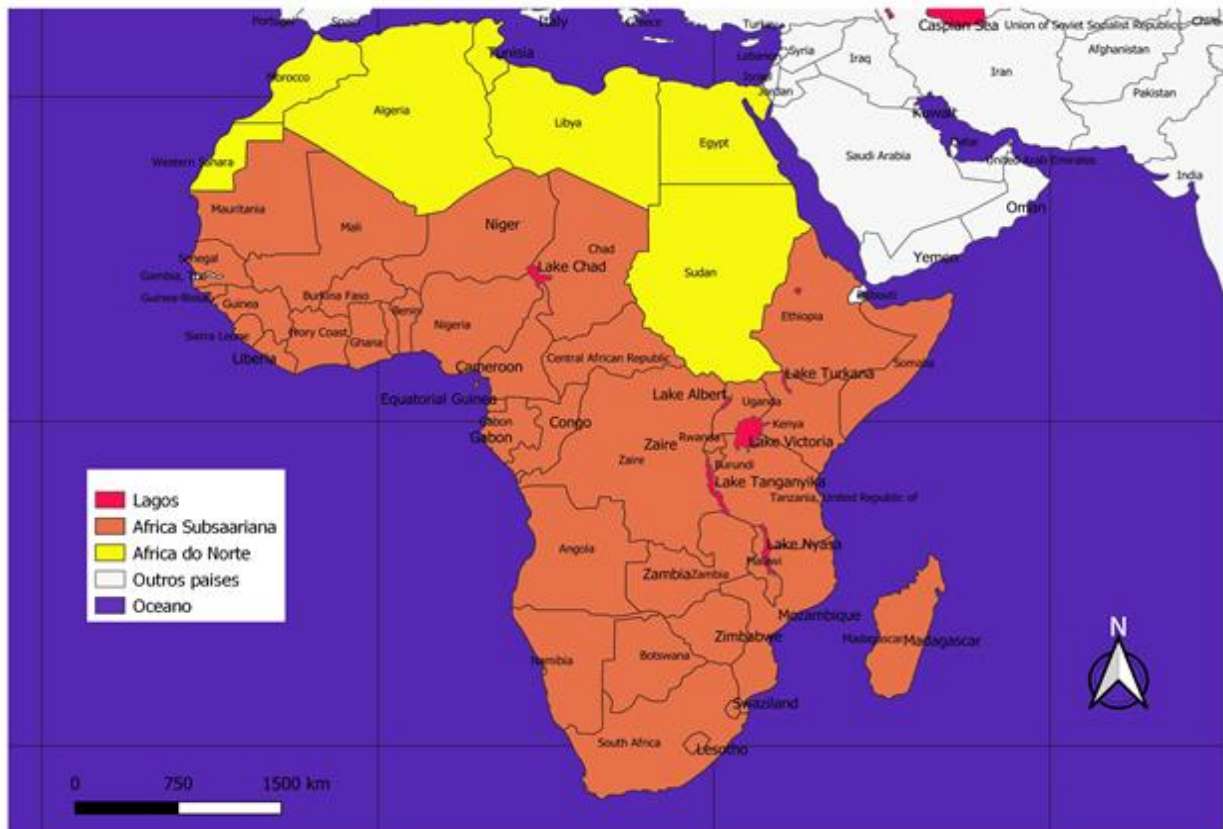 Portugal
Spain
Italy
Greece
Turkey
Caspian Sea
Union of Soviet Socialist Republic
China
Tunisia
Lebanon
Syria
Iraq
Iran
Afghanistan
Morocco
Israel
Jordan
Pakistan
Algeria
Libya
Egypt
Kuwait
Western Sahara
Saudi Arabia
Qatar
United Arab Emirates
India
Mauritania
Mali
Niger
Chad
Oman
Senegal
Lake Chad
Sudan
Yemen
Gambia, The
Guinea-Bissau
Guinea
Burkina Faso
Benin
Nigeria
Djibouti
Ethiopia
Sierra Leone
Ivory Coast
Ghana
Liberia
Cameroon
Central African Republic
Somalia
Lake Turkana
Equatorial Guinea
Lake Albert
Uganda
Gabon
Gabon
Congo
Kenya
Rwanda
Lake Victoria
Zaire
Zaire
Burundi
Lake Tanganyika
Tanzania, United Republic of
Lagos
Africa Subsaariana
Africa do Norte
Outros paises
Oceano
Angola
Lake Nyasa
Malawi
Zambia
Zambia
Mozambique
Zimbabwe
Madagascar
Madagascar
Namibia
Botswana
Swaziland
South Africa
Lesotho
N
0 750 1500 km